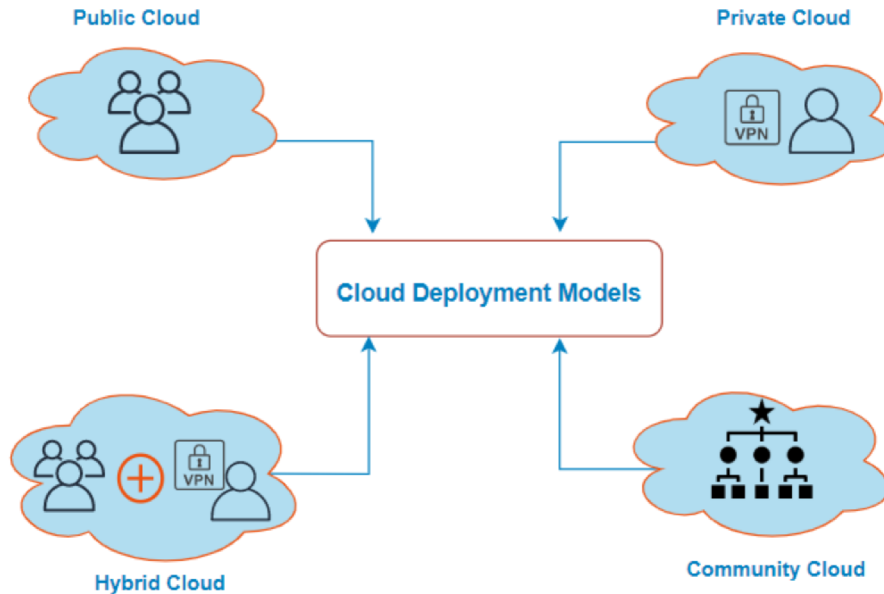 Public Cloud
Private Cloud
VPN
Cloud Deployment Models
VPN
Hybrid Cloud
Community Cloud